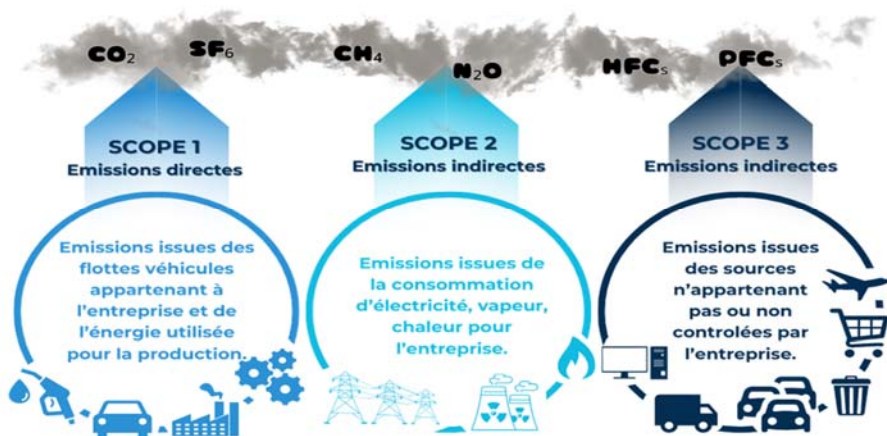 CO₂
SF₆
CH₄
N₂O
HFCs
PFCs
SCOPE 1
Emissions directes
SCOPE 2
Emissions indirectes
SCOPE 3
Emissions indirectes
Emissions issues des
flottes véhicules
appartenant à
l'entreprise et de
l'énergie utilisée
pour la production.
Emissions issues de
la consommation
d'électricité, vapeur,
chaleur pour
l'entreprise.
Emissions issues
des sources
n'appartenant
pas ou non
controlées par
l'entreprise.